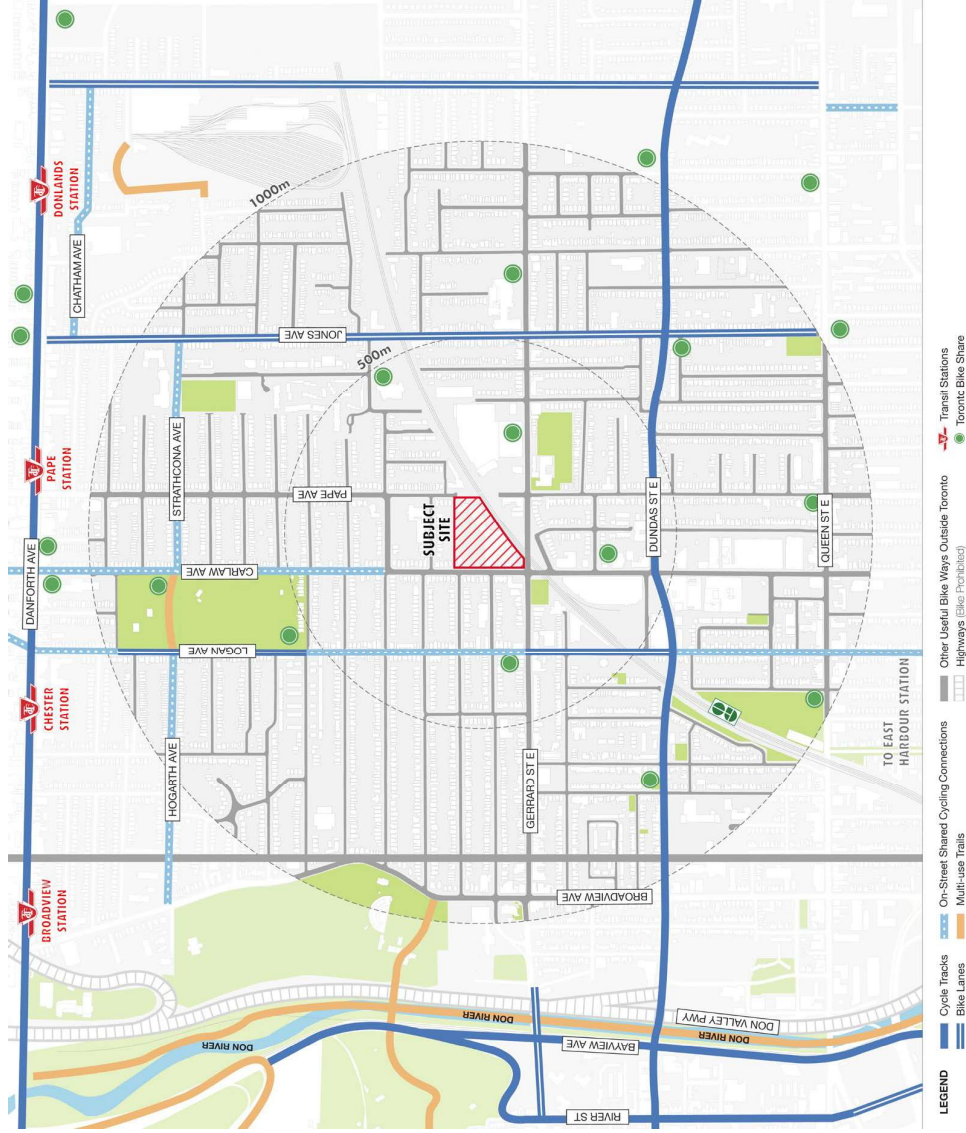 BROADVIEW
STATION
CHESTER
STATION
PAPE
STATION
DONLANDS
STATION
DANFORTH AVE
CHATHAM AVE
HOGARTH AVE
STRATHCONA AVE
LOGAN AVE
CARLAW AVE
PAPE AVE
JONES AVE
1000m
500m
SUBJECT
SITE
GERRARD ST E
BROADVIEW AVE
DUNDAS ST E
QUEEN ST E
DON RIVER
DON RIVER
DON RIVER
DON VALLEY PWY
BAYVIEW AVE
RIVER ST
TO EAST
HARBOUR STATION
LEGEND
Cycle Tracks
Bike Lanes
On-Street Shared Cycling Connections
Multi-use Trails
Other Useful Bike Ways Outside Toronto
Highways (Bike Prohibited)
Transit Stations
Toronto Bike Share